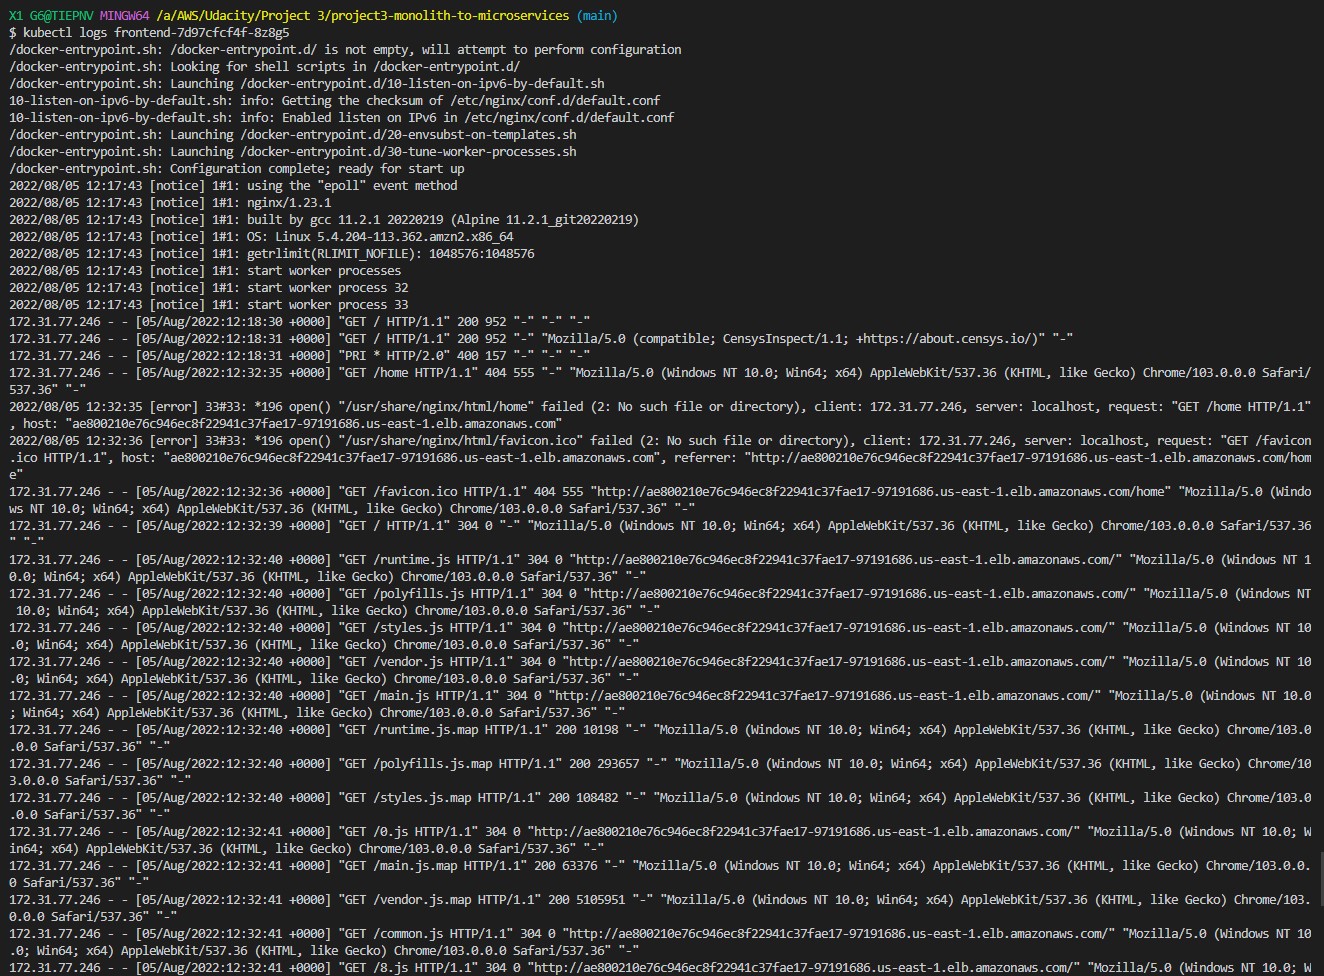 X1 G6@TIEPNV MINGW64 /a/AWS/Udacity/Project 3/project3-monolith-to-microservices (main)
$ kubectl logs frontend-7d97cfcf4f-8z8g5
/docker-entrypoint.sh: /docker-entrypoint.d/ is not empty, will attempt to perform configuration
/docker-entrypoint.sh: Looking for shell scripts in /docker-entrypoint.d/
/docker-entrypoint.sh: Launching /docker-entrypoint.d/10-listen-on-ipv6-by-default.sh
10-listen-on-ipv6-by-default.sh: info: Getting the checksum of /etc/nginx/conf.d/default.conf
10-listen-on-ipv6-by-default.sh: info: Enabled listen on IPv6 in /etc/nginx/conf.d/default.conf
/docker-entrypoint.sh: Launching /docker-entrypoint.d/20-envsubst-on-templates.sh
/docker-entrypoint.sh: Launching /docker-entrypoint.d/30-tune-worker-processes.sh
/docker-entrypoint.sh: Configuration complete; ready for start up
2022/08/05 12:17:43 [notice] 1#1: using the "epoll" event method
2022/08/05 12:17:43 [notice] 1#1: nginx/1.23.1
2022/08/05 12:17:43 [notice] 1#1: built by gcc 11.2.1 20220219 (Alpine 11.2.1_git20220219)
2022/08/05 12:17:43 [notice] 1#1: OS: Linux 5.4.204-113.362.amzn2.x86_64
2022/08/05 12:17:43 [notice] 1#1: getrlimit(RLIMIT_NOFILE): 1048576:1048576
2022/08/05 12:17:43 [notice] 1#1: start worker processes
2022/08/05 12:17:43 [notice] 1#1: start worker process 32
2022/08/05 12:17:43 [notice] 1#1: start worker process 33
172.31.77.246 - - [05/Aug/2022:12:18:30 +0000] "GET / HTTP/1.1" 200 952 "-" "-" "-"
172.31.77.246 - - [05/Aug/2022:12:18:31 +0000] "GET / HTTP/1.1" 200 952 "-" "Mozilla/5.0 (compatible; CensysInspect/1.1; +https://about.censys.io/)" "-"
172.31.77.246 - - [05/Aug/2022:12:18:31 +0000] "PRI * HTTP/2.0" 400 157 "-" "-" "-"
172.31.77.246 - - [05/Aug/2022:12:32:35 +0000] "GET /home HTTP/1.1" 404 555 "-" "Mozilla/5.0 (Windows NT 10.0; Win64; x64) AppleWebKit/537.36 (KHTML, like Gecko) Chrome/103.0.0.0 Safari/
537.36" "-"
2022/08/05 12:32:35 [error] 33#33: *196 open() "/usr/share/nginx/html/home" failed (2: No such file or directory), client: 172.31.77.246, server: localhost, request: "GET /home HTTP/1.1"
, host: "ae800210e76c946ec8f22941c37fae17-97191686.us-east-1.elb.amazonaws.com"
2022/08/05 12:32:36 [error] 33#33: *196 open() "/usr/share/nginx/html/favicon.ico" failed (2: No such file or directory), client: 172.31.77.246, server: localhost, request: "GET /favicon
.ico HTTP/1.1", host: "ae800210e76c946ec8f22941c37fae17-97191686.us-east-1.elb.amazonaws.com", referrer: "http://ae800210e76c946ec8f22941c37fae17-97191686.us-east-1.elb.amazonaws.com/hom
e"
172.31.77.246 - - [05/Aug/2022:12:32:36 +0000] "GET /favicon.ico HTTP/1.1" 404 555 "http://ae800210e76c946ec8f22941c37fae17-97191686.us-east-1.elb.amazonaws.com/home" "Mozilla/5.0 (Windo
ws NT 10.0; Win64; x64) AppleWebKit/537.36 (KHTML, like Gecko) Chrome/103.0.0.0 Safari/537.36" "-"
172.31.77.246 - - [05/Aug/2022:12:32:39 +0000] "GET / HTTP/1.1" 304 0 "-" "Mozilla/5.0 (Windows NT 10.0; Win64; x64) AppleWebKit/537.36 (KHTML, like Gecko) Chrome/103.0.0.0 Safari/537.36
" "-"
172.31.77.246 - - [05/Aug/2022:12:32:40 +0000] "GET /runtime.js HTTP/1.1" 304 0 "http://ae800210e76c946ec8f22941c37fae17-97191686.us-east-1.elb.amazonaws.com/" "Mozilla/5.0 (Windows NT 1
0.0; Win64; x64) AppleWebKit/537.36 (KHTML, like Gecko) Chrome/103.0.0.0 Safari/537.36" "-"
172.31.77.246 - - [05/Aug/2022:12:32:40 +0000] "GET /polyfills.js HTTP/1.1" 304 0 "http://ae800210e76c946ec8f22941c37fae17-97191686.us-east-1.elb.amazonaws.com/" "Mozilla/5.0 (Windows NT
10.0; Win64; x64) AppleWebKit/537.36 (KHTML, like Gecko) Chrome/103.0.0.0 Safari/537.36" "-"
172.31.77.246 - - [05/Aug/2022:12:32:40 +0000] "GET /styles.js HTTP/1.1" 304 0 "http://ae800210e76c946ec8f22941c37fae17-97191686.us-east-1.elb.amazonaws.com/" "Mozilla/5.0 (Windows NT 10
.0; Win64; x64) AppleWebKit/537.36 (KHTML, like Gecko) Chrome/103.0.0.0 Safari/537.36" "-"
172.31.77.246 - - [05/Aug/2022:12:32:40 +0000] "GET /vendor.js HTTP/1.1" 304 0 "http://ae800210e76c946ec8f22941c37fae17-97191686.us-east-1.elb.amazonaws.com/" "Mozilla/5.0 (Windows NT 10
.0; Win64; x64) AppleWebKit/537.36 (KHTML, like Gecko) Chrome/103.0.0.0 Safari/537.36" "-"
172.31.77.246 - - [05/Aug/2022:12:32:40 +0000] "GET /main.js HTTP/1.1" 304 0 "http://ae800210e76c946ec8f22941c37fae17-97191686.us-east-1.elb.amazonaws.com/" "Mozilla/5.0 (Windows NT 10.0
; Win64; x64) AppleWebKit/537.36 (KHTML, like Gecko) Chrome/103.0.0.0 Safari/537.36" "-"
172.31.77.246 - - [05/Aug/2022:12:32:40 +0000] "GET /runtime.js.map HTTP/1.1" 200 10198 "-" "Mozilla/5.0 (Windows NT 10.0; Win64; x64) AppleWebKit/537.36 (KHTML, like Gecko) Chrome/103.0
.0.0 Safari/537.36" "-"
172.31.77.246 - - [05/Aug/2022:12:32:40 +0000] "GET /polyfills.js.map HTTP/1.1" 200 293657 "-" "Mozilla/5.0 (Windows NT 10.0; Win64; x64) AppleWebKit/537.36 (KHTML, like Gecko) Chrome/10
3.0.0.0 Safari/537.36" "-"
172.31.77.246 - - [05/Aug/2022:12:32:40 +0000] "GET /styles.js.map HTTP/1.1" 200 108482 "-" "Mozilla/5.0 (Windows NT 10.0; Win64; x64) AppleWebKit/537.36 (KHTML, like Gecko) Chrome/103.0
.0.0 Safari/537.36" "-"
172.31.77.246 - - [05/Aug/2022:12:32:41 +0000] "GET /0.js HTTP/1.1" 304 0 "http://ae800210e76c946ec8f22941c37fae17-97191686.us-east-1.elb.amazonaws.com/" "Mozilla/5.0 (Windows NT 10.0; W
in64; x64) AppleWebKit/537.36 (KHTML, like Gecko) Chrome/103.0.0.0 Safari/537.36" "-"
172.31.77.246 - - [05/Aug/2022:12:32:41 +0000] "GET /main.js.map HTTP/1.1" 200 63376 "-" "Mozilla/5.0 (Windows NT 10.0; Win64; x64) AppleWebKit/537.36 (KHTML, like Gecko) Chrome/103.0.0.
0 Safari/537.36" "-"
172.31.77.246 - - [05/Aug/2022:12:32:41 +0000] "GET /vendor.js.map HTTP/1.1" 200 5105951 "-" "Mozilla/5.0 (Windows NT 10.0; Win64; x64) AppleWebKit/537.36 (KHTML, like Gecko) Chrome/103.
0.0.0 Safari/537.36" "-"
172.31.77.246 - - [05/Aug/2022:12:32:41 +0000] "GET /common.js HTTP/1.1" 304 0 "http://ae800210e76c946ec8f22941c37fae17-97191686.us-east-1.elb.amazonaws.com/" "Mozilla/5.0 (Windows NT 10
.0; Win64; x64) AppleWebKit/537.36 (KHTML, like Gecko) Chrome/103.0.0.0 Safari/537.36" "-"
172.31.77.246 - - [05/Aug/2022:12:32:41 +0000] "GET /8.js HTTP/1.1" 304 0 "http://ae800210e76c946ec8f22941c37fae17-97191686.us-east-1.elb.amazonaws.com/" "Mozilla/5.0 (Windows NT 10.0; W